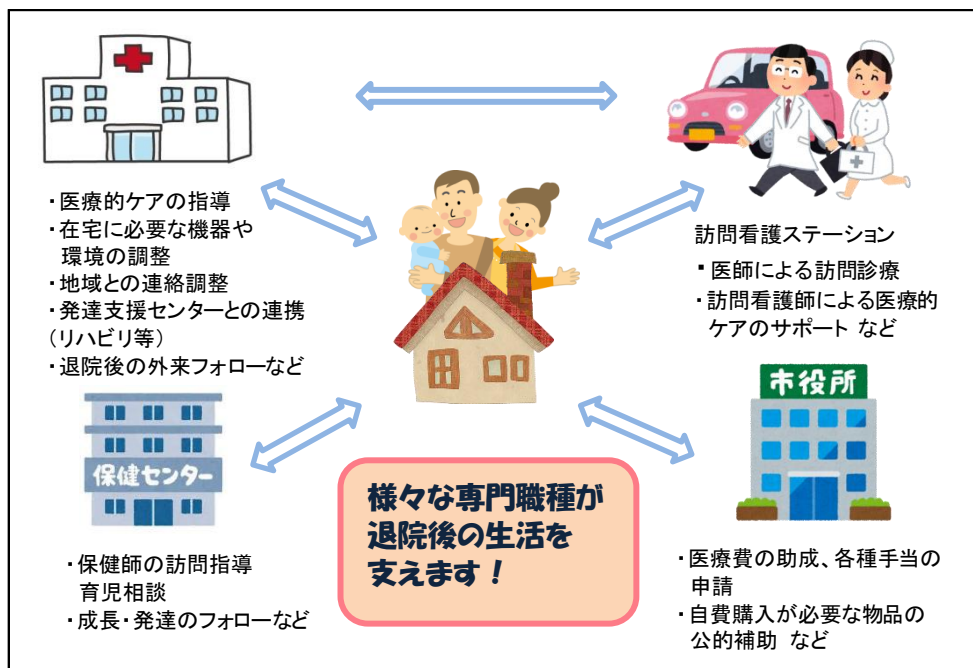 ・医療的ケアの指導
・在宅に必要な機器や
環境の調整
・地域との連絡調整
・発達支援センターとの連携
(リハビリ等)
・退院後の外来フォローなど
訪問看護ステーション
・医師による訪問診療
・訪問看護師による医療的
ケアのサポート など
保健センター
・保健師の訪問指導
育児相談
・成長・発達のフォローなど
様々な専門職種が
退院後の生活を
支えます！
市役所
・医療費の助成、各種手当の
申請
・自費購入が必要な物品の
公的補助 など